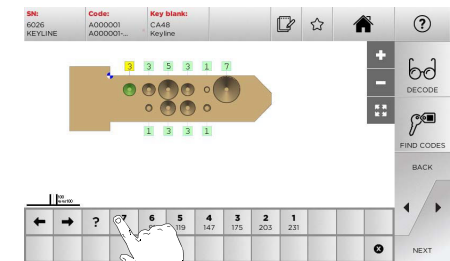 SN: Code: Key blank:
6026 A000001 CA48
KEYLINE A000001-... Keyline
?
3 3 5 3 1 7
1 3 3 1
DECODE
FIND CODES
BACK
NEXT
? 7 6 5 4 3 2 1
119 147 175 203 231